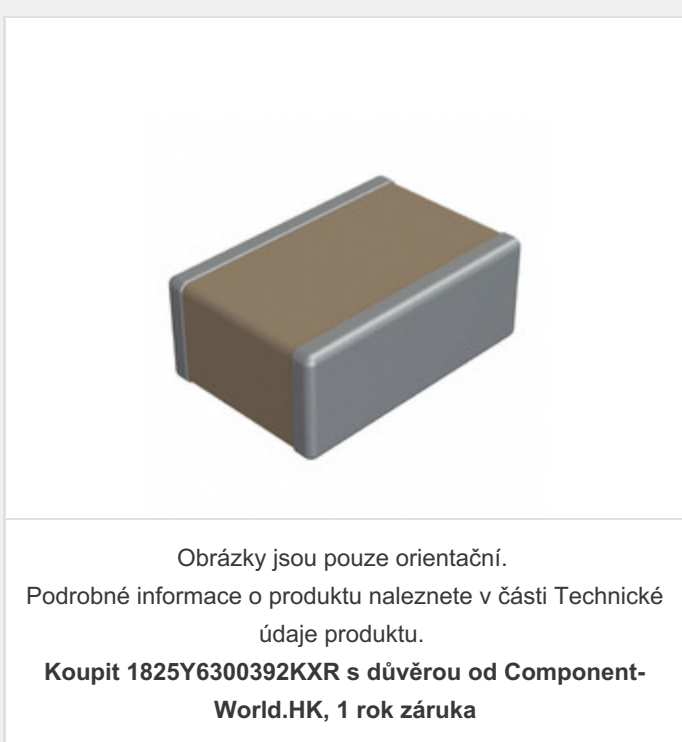 Obrázky jsou pouze orientační.
Podrobné informace o produktu naleznete v části Technické
údaje produktu.
Koupit 1825Y6300392KXR s důvěrou od Component-
World.HK, 1 rok záruka